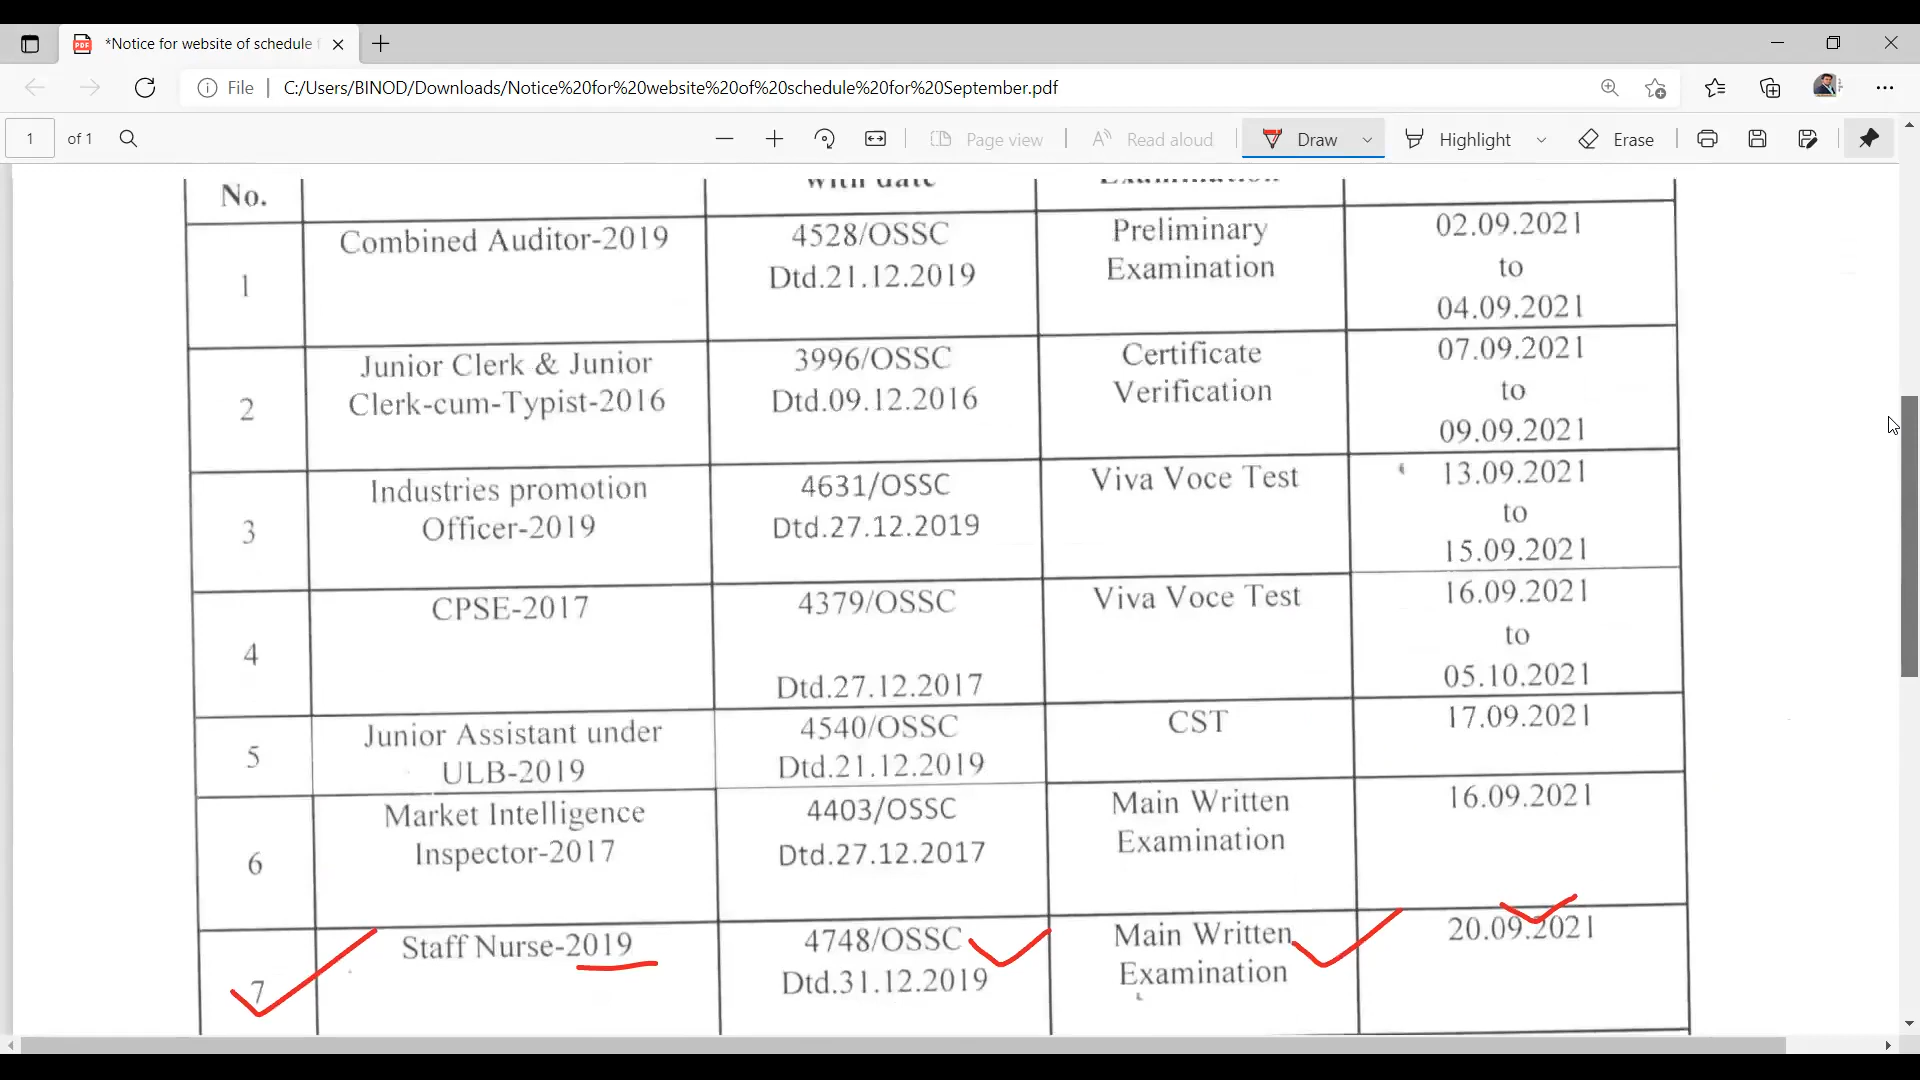 *Notice for website of schedule
File
C:/Users/BINOD/Downloads/Notice%20for%20website%20of%20schedule%20for%20September.pdf
1 of 1
Page view
Read aloud
Draw
Highlight
Erase
No.
with date
Examination
1
Combined Auditor-2019
4528/OSSC
Dtd.21.12.2019
Preliminary
Examination
02.09.2021
to
04.09.2021
2
Junior Clerk & Junior
Clerk-cum-Typist-2016
3996/OSSC
Dtd.09.12.2016
Certificate
Verification
07.09.2021
to
09.09.2021
3
Industries promotion
Officer-2019
4631/OSSC
Dtd.27.12.2019
Viva Voce Test
13.09.2021
to
15.09.2021
4
CPSE-2017
4379/OSSC
Dtd.27.12.2017
Viva Voce Test
16.09.2021
to
05.10.2021
5
Junior Assistant under
ULB-2019
4540/OSSC
Dtd.21.12.2019
CST
17.09.2021
6
Market Intelligence
Inspector-2017
4403/OSSC
Dtd.27.12.2017
Main Written
Examination
16.09.2021
7
Staff Nurse-2019
4748/OSSC
Dtd.31.12.2019
Main Written
Examination
20.09.2021